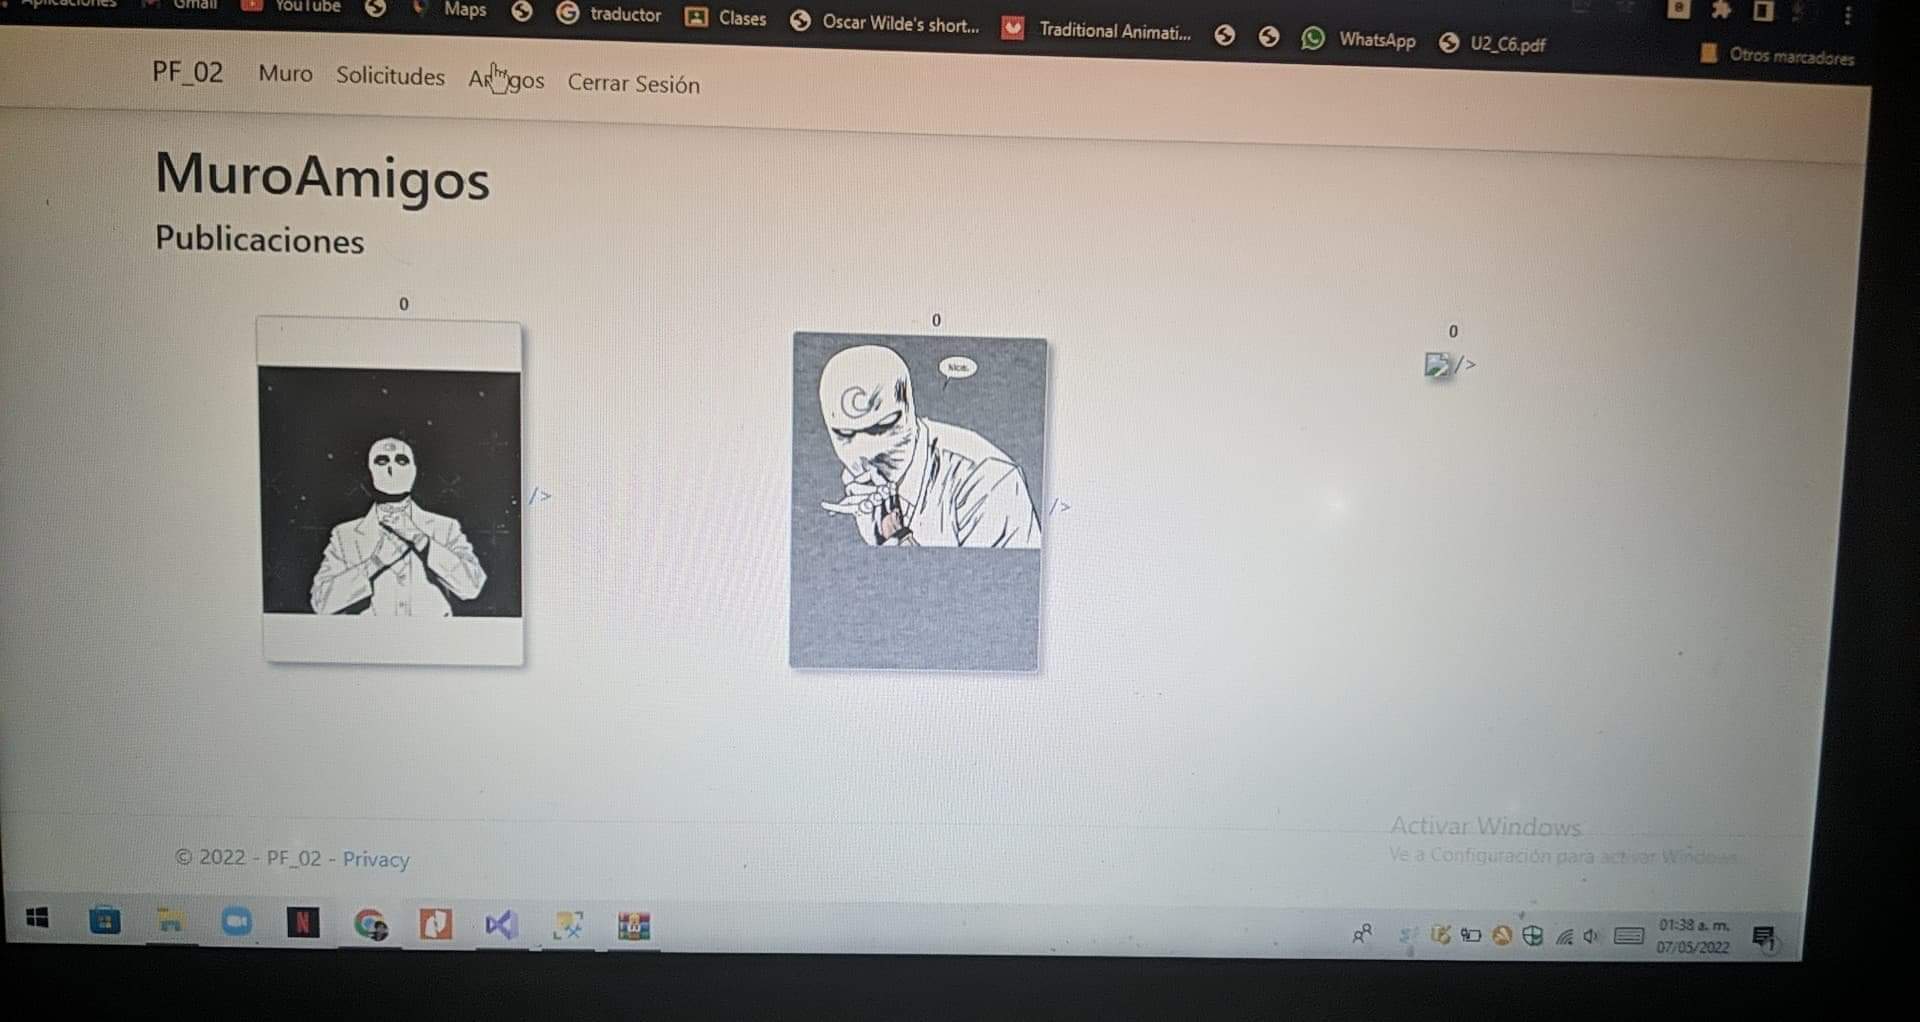 Gmail YouTube Maps traductor Clases Oscar Wilde's short... Traditional Animati... WhatsApp U2_C6.pdf
Otros marcadores
PF_02 Muro Solicitudes Amigos Cerrar Sesión
MuroAmigos
Publicaciones
0 0 0
Nice.
/> /> />
Activar Windows
Ve a Configuración para activar Windows.
© 2022 - PF_02 - Privacy
01:38 a. m.
07/05/2022